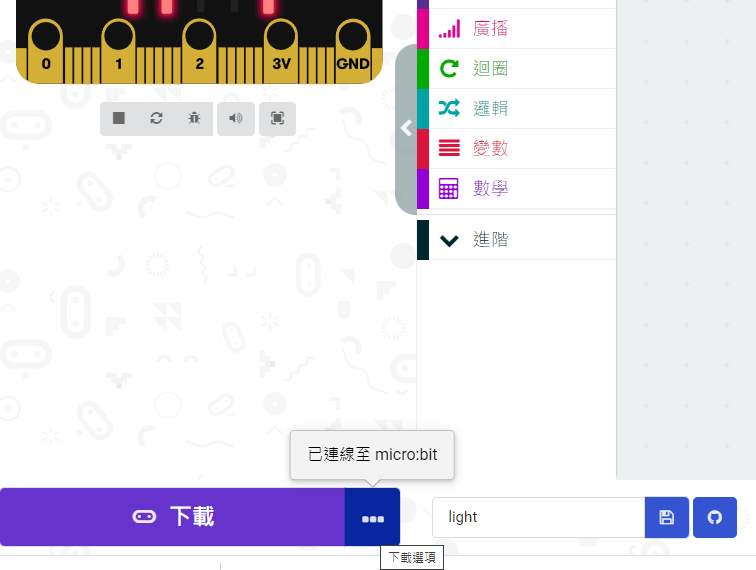 0 1 2 3V GND
廣播
迴圈
邏輯
變數
數學
進階
已連線至 micro:bit
下載
light
下載選項